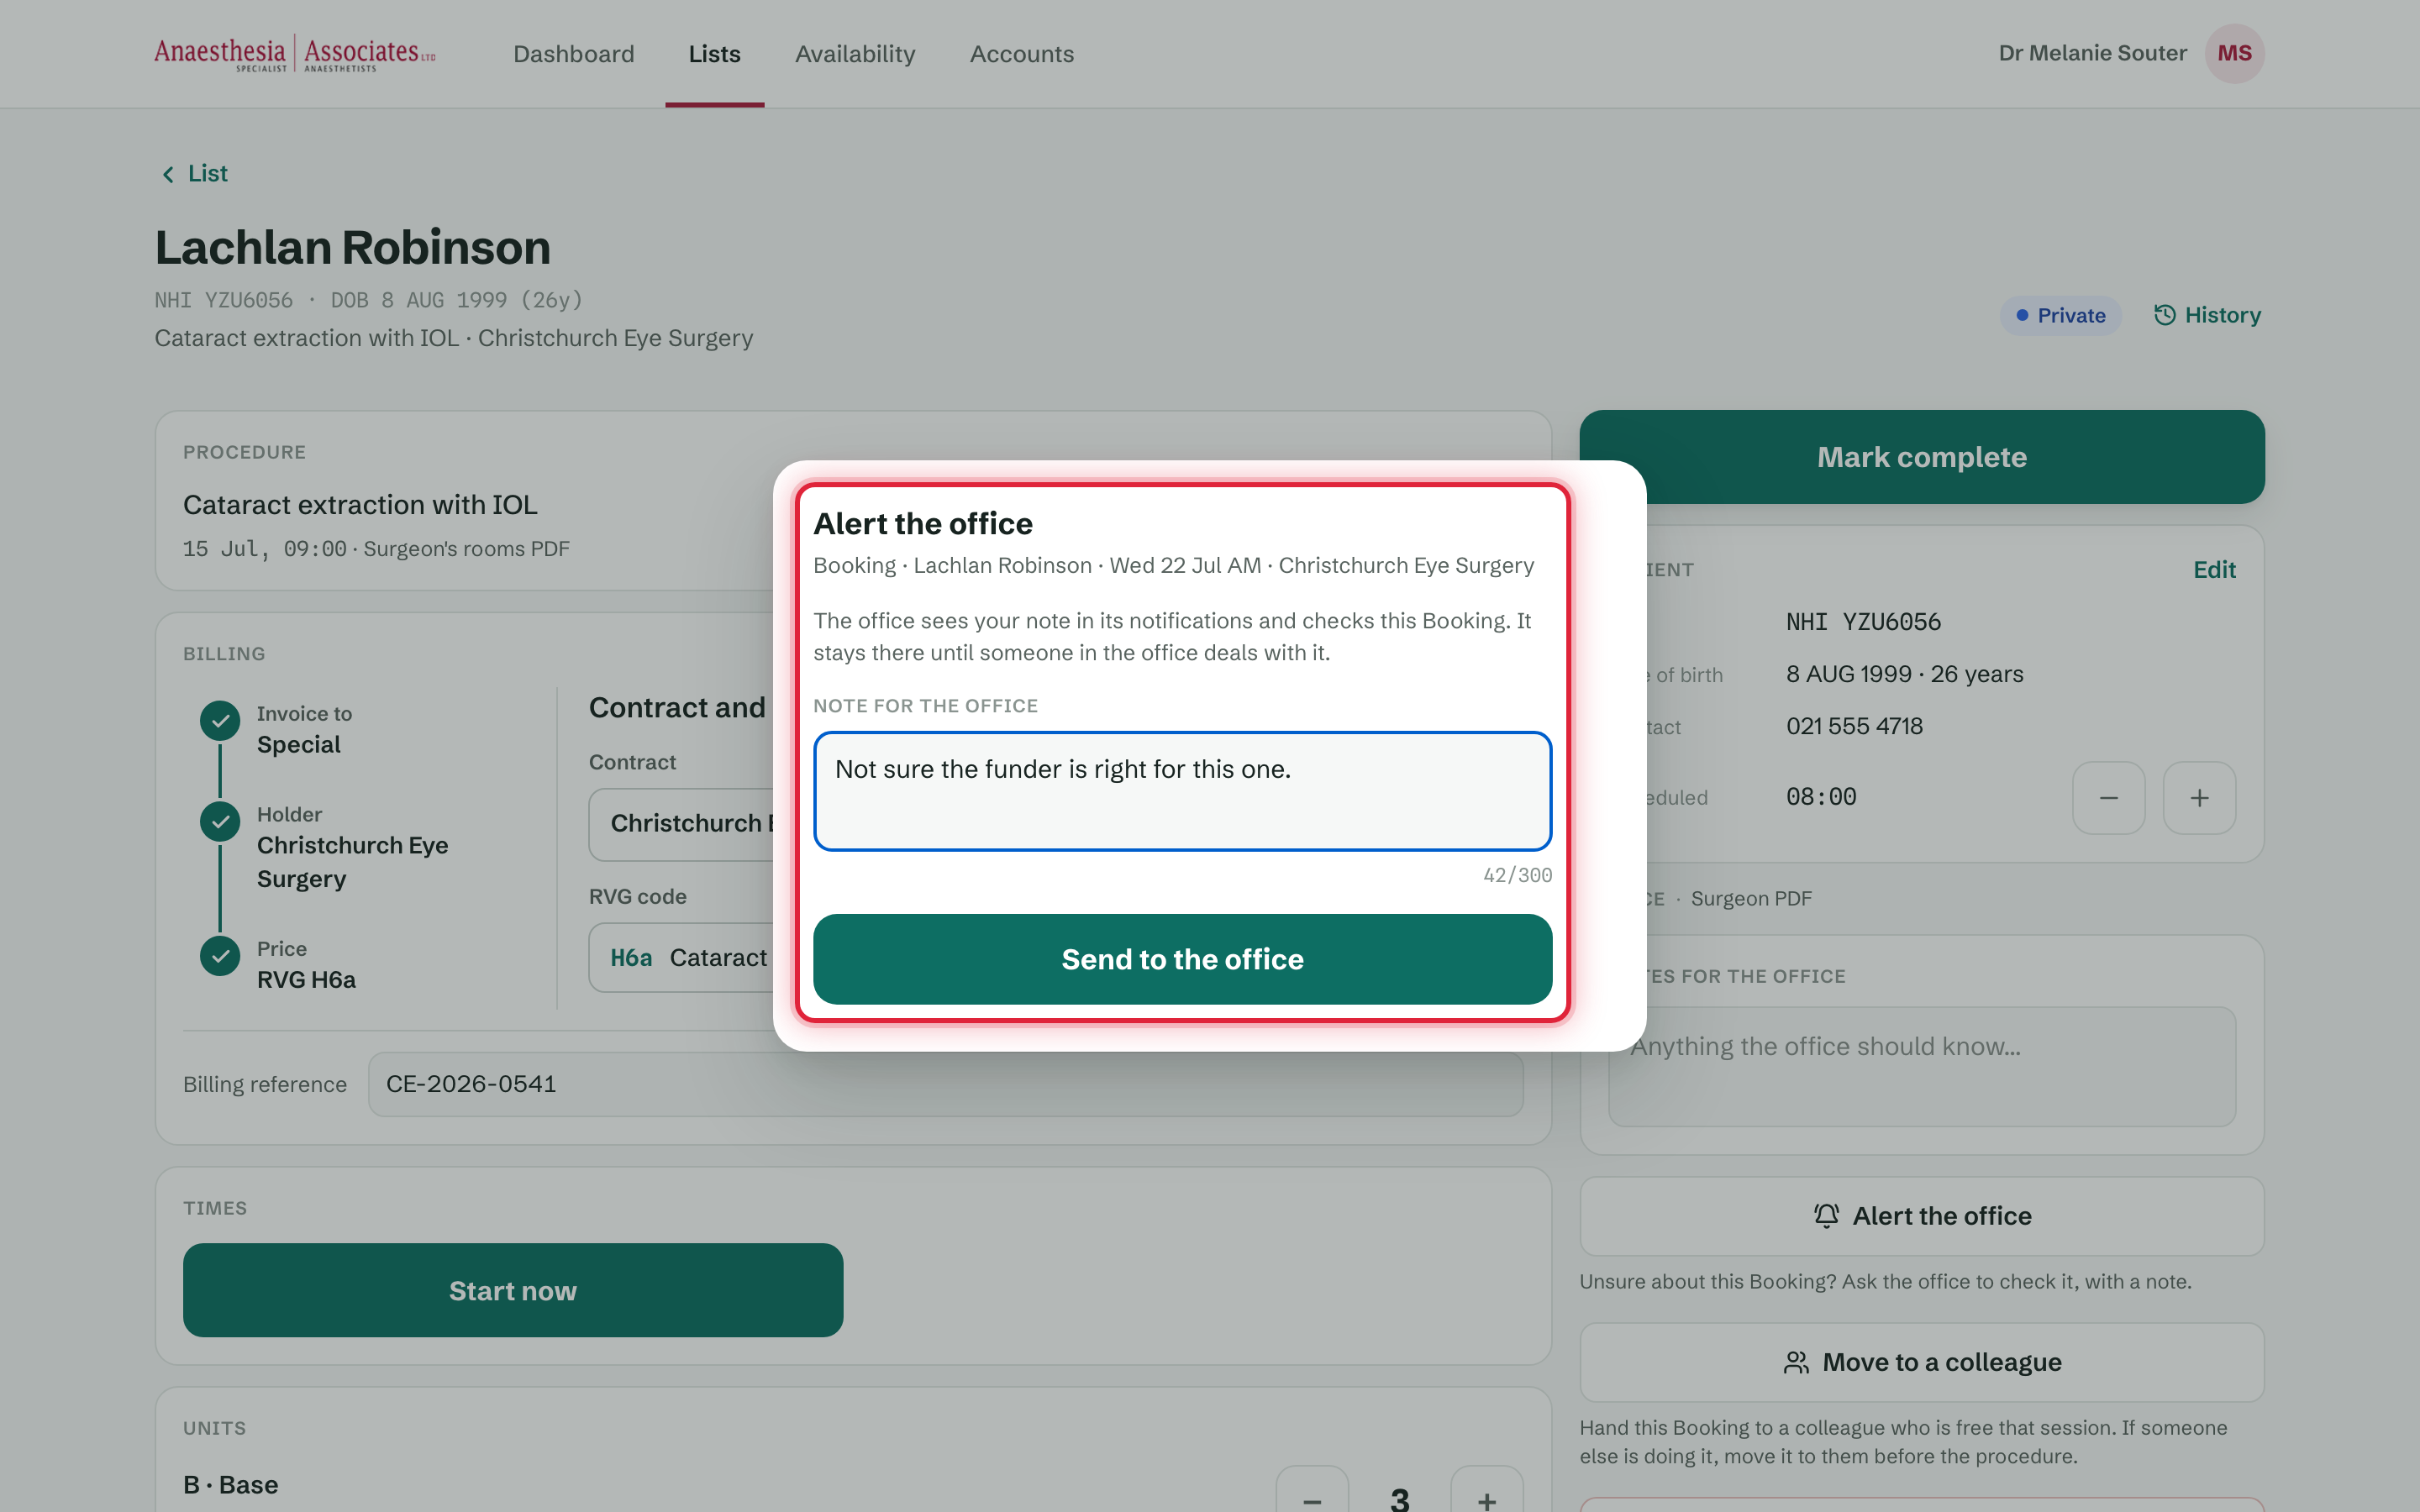 Anaesthesia Associates LTD
SPECIALIST ANAESTHETISTS
Dashboard
Lists
Availability
Accounts
Dr Melanie Souter
MS
List
Lachlan Robinson
NHI YZU6056 · DOB 8 AUG 1999 (26y)
Cataract extraction with IOL · Christchurch Eye Surgery
Private
History
PROCEDURE
Cataract extraction with IOL
15 Jul, 09:00 · Surgeon's rooms PDF
BILLING
Invoice to
Special
Holder
Christchurch Eye
Surgery
Price
RVG H6a
Contract and
Contract
Christchurch
RVG code
H6a Cataract
Billing reference
CE-2026-0541
TIMES
Start now
UNITS
B · Base
3
Alert the office
Booking · Lachlan Robinson · Wed 22 Jul AM · Christchurch Eye Surgery
The office sees your note in its notifications and checks this Booking. It
stays there until someone in the office deals with it.
NOTE FOR THE OFFICE
Not sure the funder is right for this one.
42/300
Send to the office
Mark complete
Edit
NHI YZU6056
of birth
8 AUG 1999 · 26 years
021 555 4718
08:00
· Surgeon PDF
FOR THE OFFICE
Anything the office should know...
Alert the office
Unsure about this Booking? Ask the office to check it, with a note.
Move to a colleague
Hand this Booking to a colleague who is free that session. If someone
else is doing it, move it to them before the procedure.